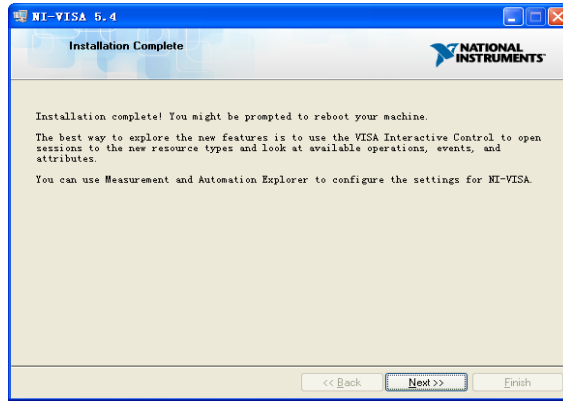 NI-VISA 5.4
Installation Complete
NATIONAL
INSTRUMENTS
Installation complete! You might be prompted to reboot your machine.
The best way to explore the new features is to use the VISA Interactive Control to open
sessions to the new resource types and look at available operations, events, and
attributes.
You can use Measurement and Automation Explorer to configure the settings for NI-VISA.
<< Back
Next >>
Finish